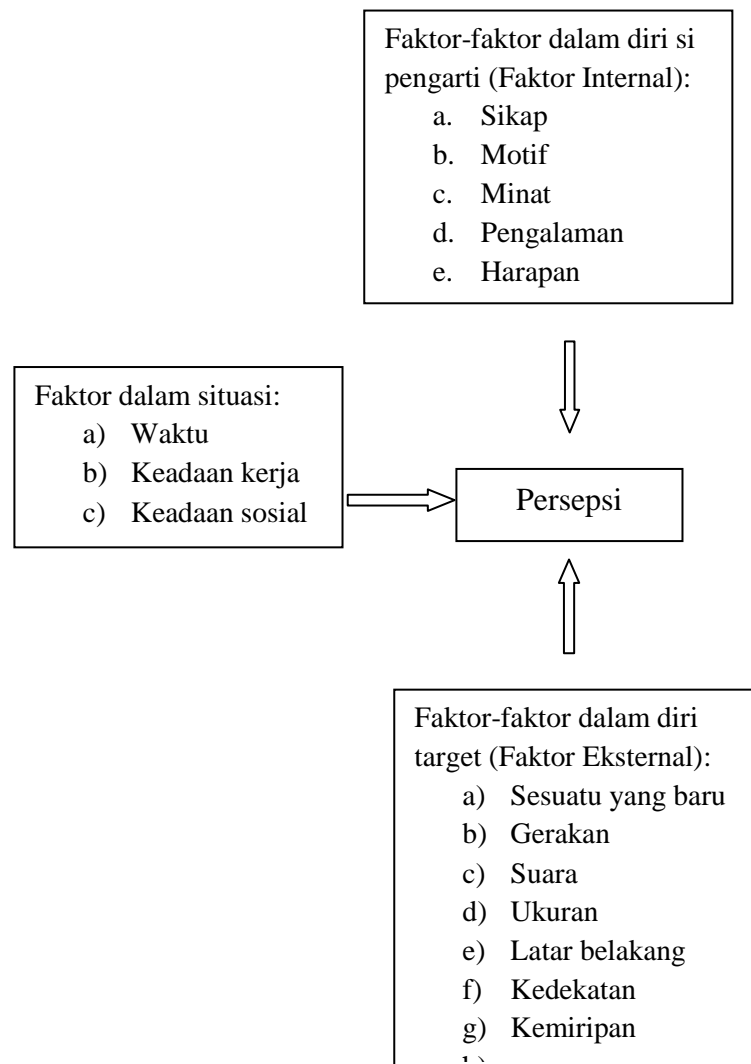 Faktor-faktor dalam diri si
pengarti (Faktor Internal):
a. Sikap
b. Motif
c. Minat
d. Pengalaman
e. Harapan
Faktor dalam situasi:
a) Waktu
b) Keadaan kerja
c) Keadaan sosial
Persepsi
Faktor-faktor dalam diri
target (Faktor Eksternal):
a) Sesuatu yang baru
b) Gerakan
c) Suara
d) Ukuran
e) Latar belakang
f) Kedekatan
g) Kemiripan